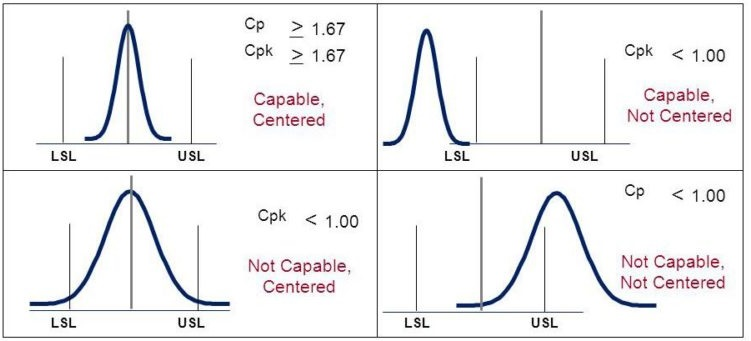 Cp ≥ 1.67
Cpk ≥ 1.67
Capable,
Centered
LSL USL
Cpk < 1.00
Capable,
Not Centered
LSL USL
Cpk < 1.00
Not Capable,
Centered
LSL USL
Cp < 1.00
Not Capable,
Not Centered
LSL USL